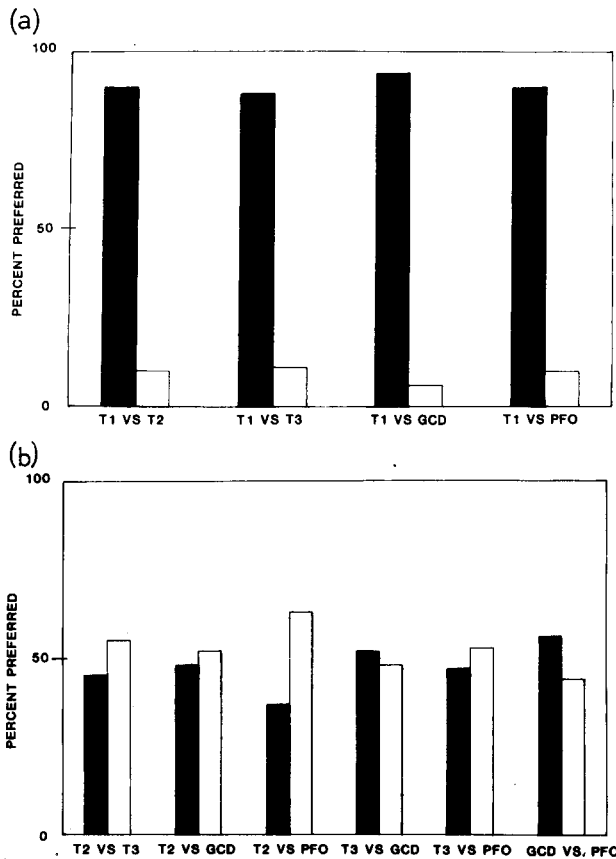 (a)
100
PERCENT PREFERRED
50
0
T1 VS T2
T1 VS T3
T1 VS GCD
T1 VS PFO
(b)
100
PERCENT PREFERRED
50
0
T2 VS T3
T2 VS GCD
T2 VS PFO
T3 VS GCD
T3 VS PFO
GCD VS, PFO